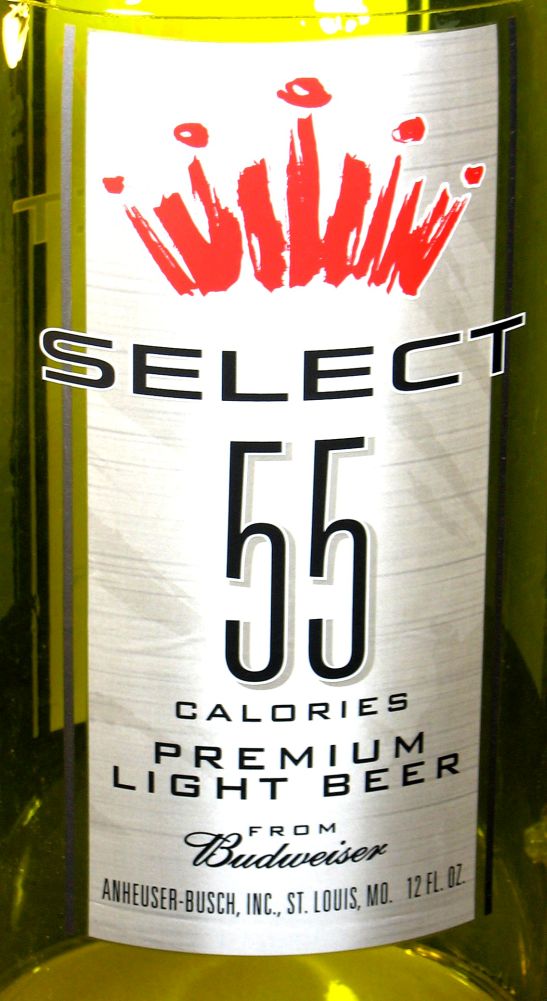 SELECT
55
CALORIES
PREMIUM
LIGHT BEER
FROM
Budweiser
ANHEUSER-BUSCH, INC., ST. LOUIS, MO. 12 FL. OZ.